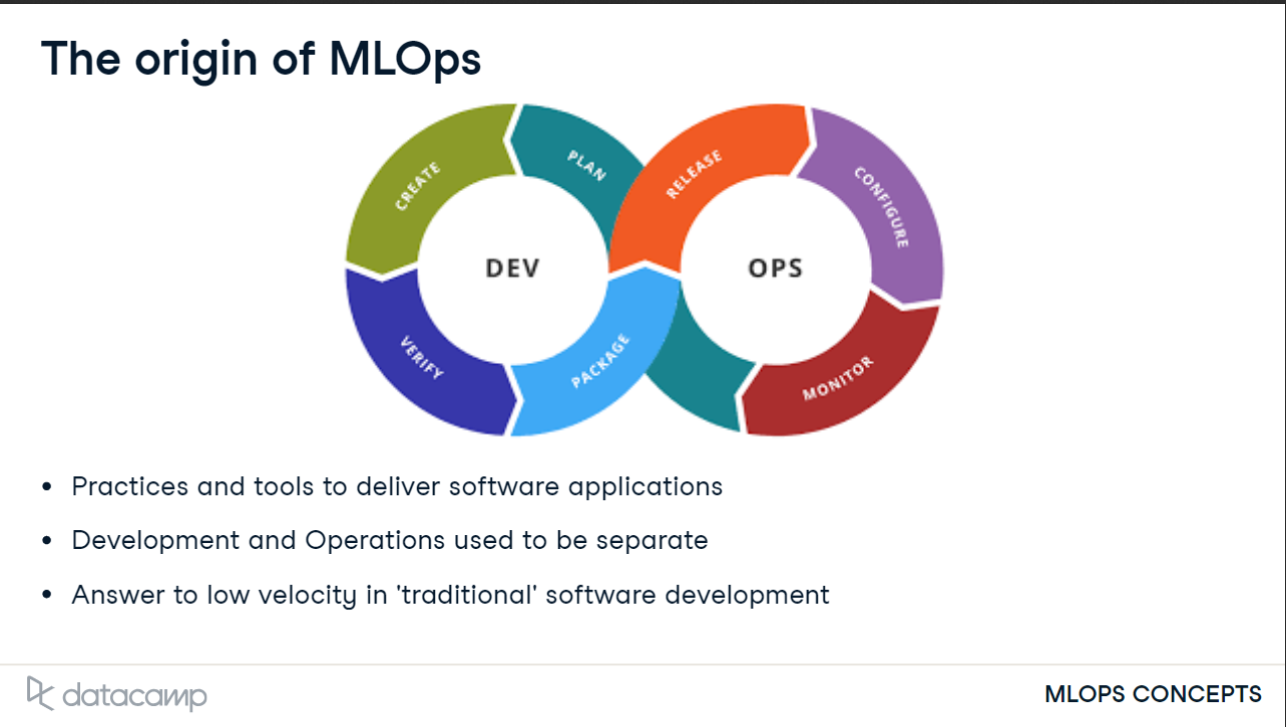 The origin of MLOps
CREATE
PLAN
RELEASE
CONFIGURE
DEV
OPS
VERIFY
PACKAGE
MONITOR
• Practices and tools to deliver software applications
• Development and Operations used to be separate
• Answer to low velocity in 'traditional' software development
datacamp
MLOPS CONCEPTS